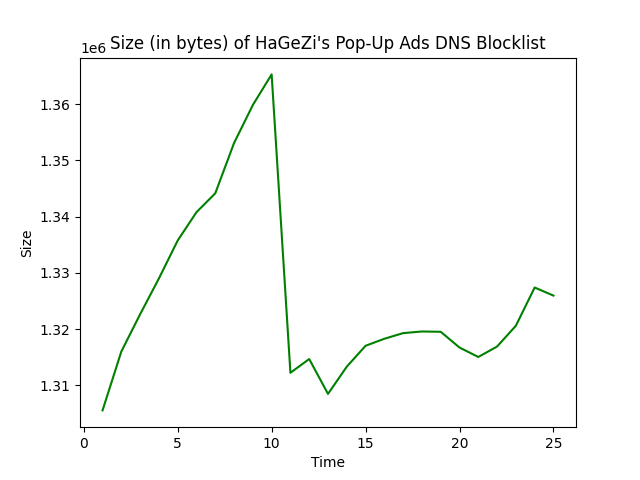 Size (in bytes) of HaGeZi's Pop-Up Ads DNS Blocklist
1e6
1.36
1.35
1.34
1.33
1.32
1.31
Size
0 5 10 15 20 25
Time